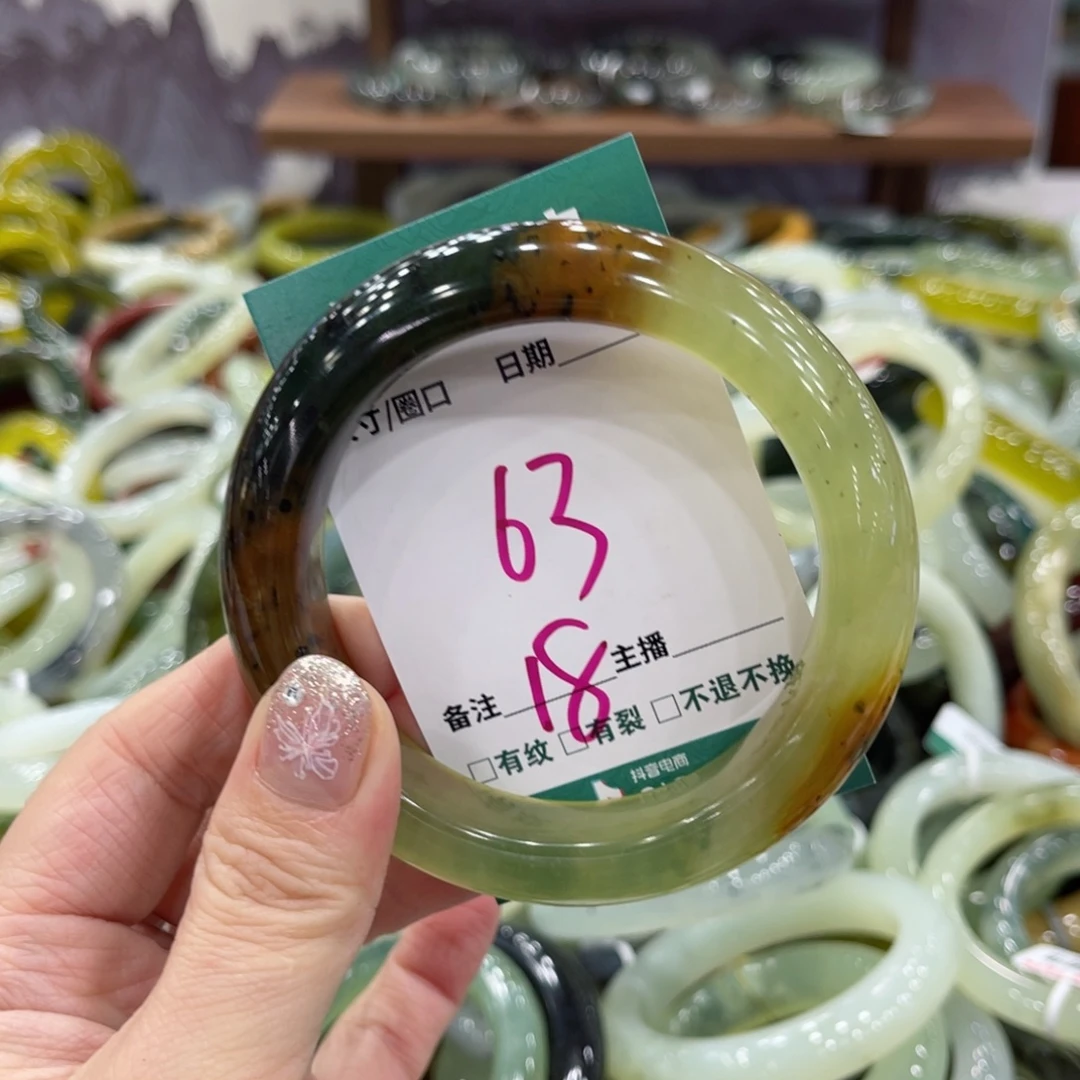 寸/圈口 日期
63
18
备注 主播
□有纹 □有裂 □不退不换
抖音电商